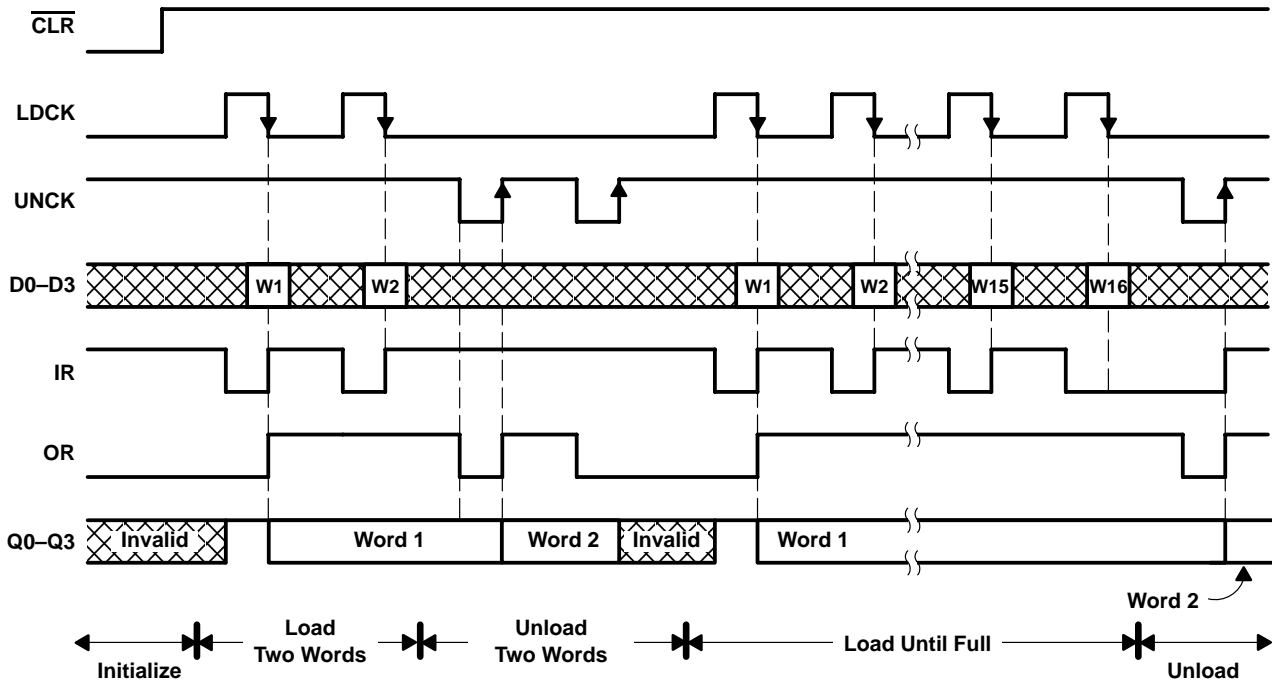 CLR
LDCK
UNCK
D0–D3 W1 W2 W1 W2 W15 W16
IR
OR
Q0–Q3 Invalid Word 1 Word 2 Invalid Word 1
Word 2
Initialize
Load
Two Words
Unload
Two Words
Load Until Full
Unload